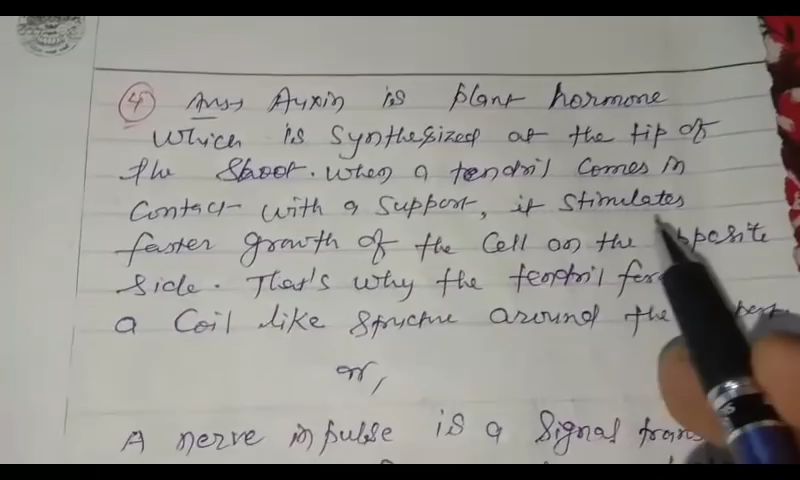 4 Ans→ Auxin is plant hormone
which is synthesized at the tip of
the shoot. when a tendril comes in
contact with a support, it stimulates
faster growth of the cell on the opposite
side. That's why the tendril
a coil like structure around the
or,
A nerve impulse is a signal